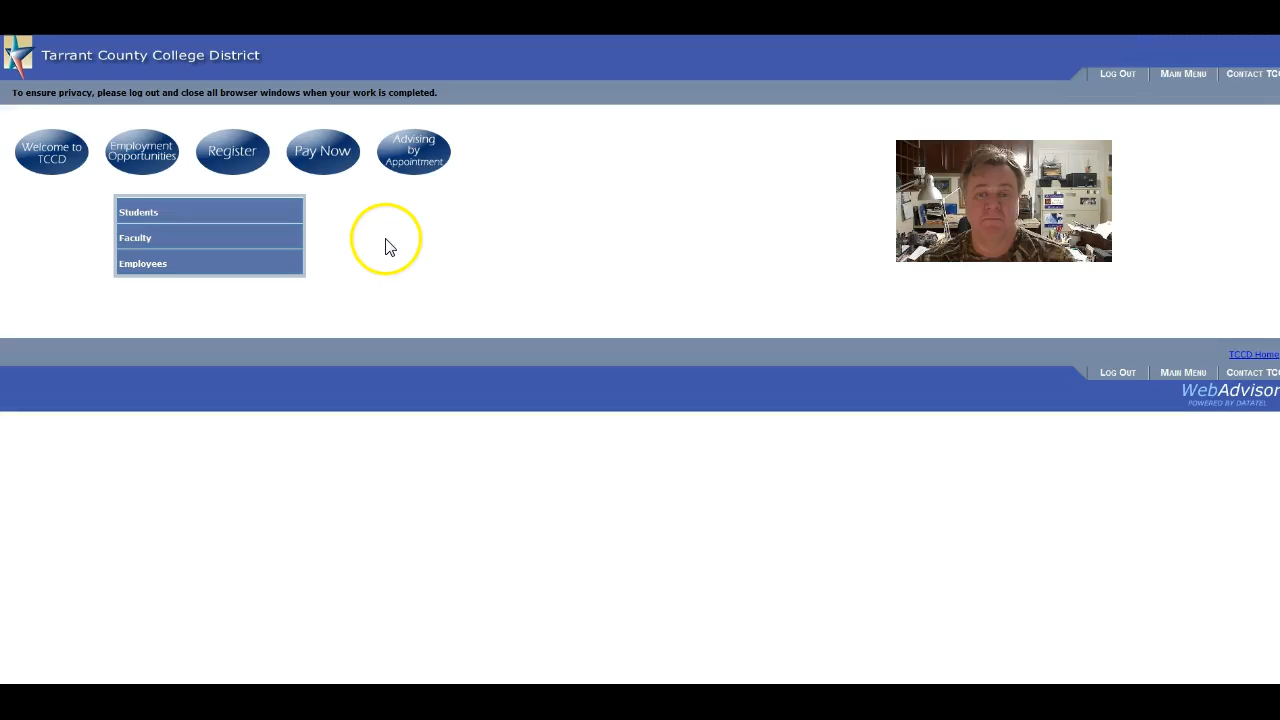 Tarrant County College District
LOG OUT
MAIN MENU
CONTACT TC
To ensure privacy, please log out and close all browser windows when your work is completed.
Welcome to
TCCD
Employment
Opportunities
Register
Pay Now
Advising
by
Appointment
Students
Faculty
Employees
TCCD Home
LOG OUT
MAIN MENU
CONTACT TC
WebAdvisor
POWERED BY DATATEL